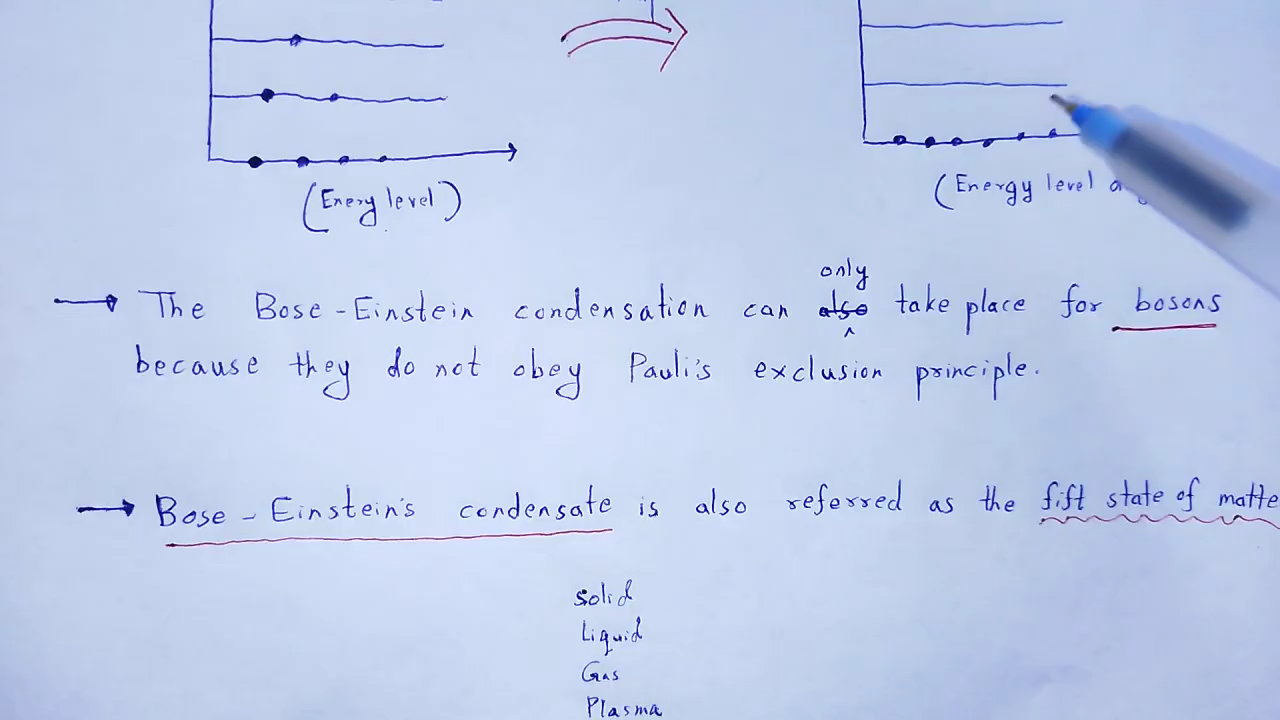 (Enery level)
(Energy level
only
The Bose-Einstein condensation can also take place for bosons
because they do not obey Pauli's exclusion principle.
Bose-Einstein's condensate is also referred as the fift state of matte
Solid
Liquid
Gas
Plasma